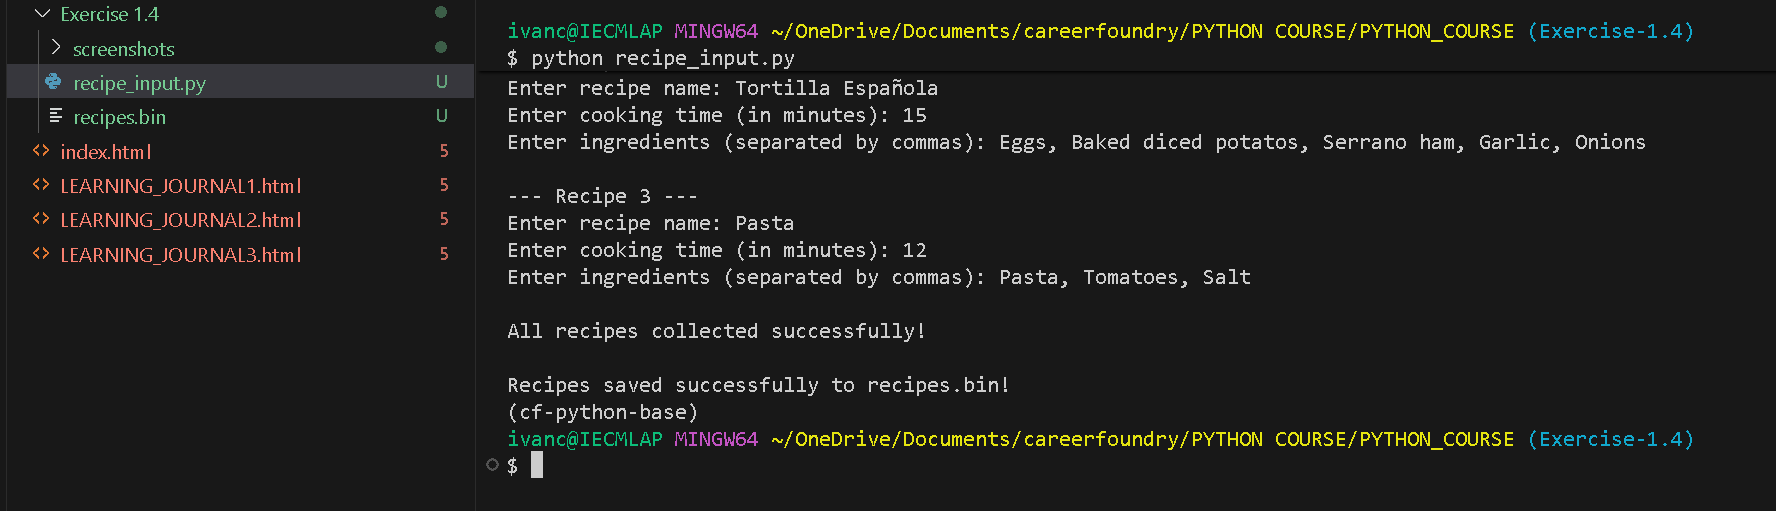 Exercise 1.4
screenshots
recipe_input.py U
recipes.bin U
index.html 5
LEARNING_JOURNAL1.html 5
LEARNING_JOURNAL2.html 5
LEARNING_JOURNAL3.html 5
ivanc@IECMLAP MINGW64 ~/OneDrive/Documents/careerfoundry/PYTHON COURSE/PYTHON_COURSE (Exercise-1.4)
$ python recipe_input.py
Enter recipe name: Tortilla Española
Enter cooking time (in minutes): 15
Enter ingredients (separated by commas): Eggs, Baked diced potatos, Serrano ham, Garlic, Onions
--- Recipe 3 ---
Enter recipe name: Pasta
Enter cooking time (in minutes): 12
Enter ingredients (separated by commas): Pasta, Tomatoes, Salt
All recipes collected successfully!
Recipes saved successfully to recipes.bin!
(cf-python-base)
ivanc@IECMLAP MINGW64 ~/OneDrive/Documents/careerfoundry/PYTHON COURSE/PYTHON_COURSE (Exercise-1.4)
$